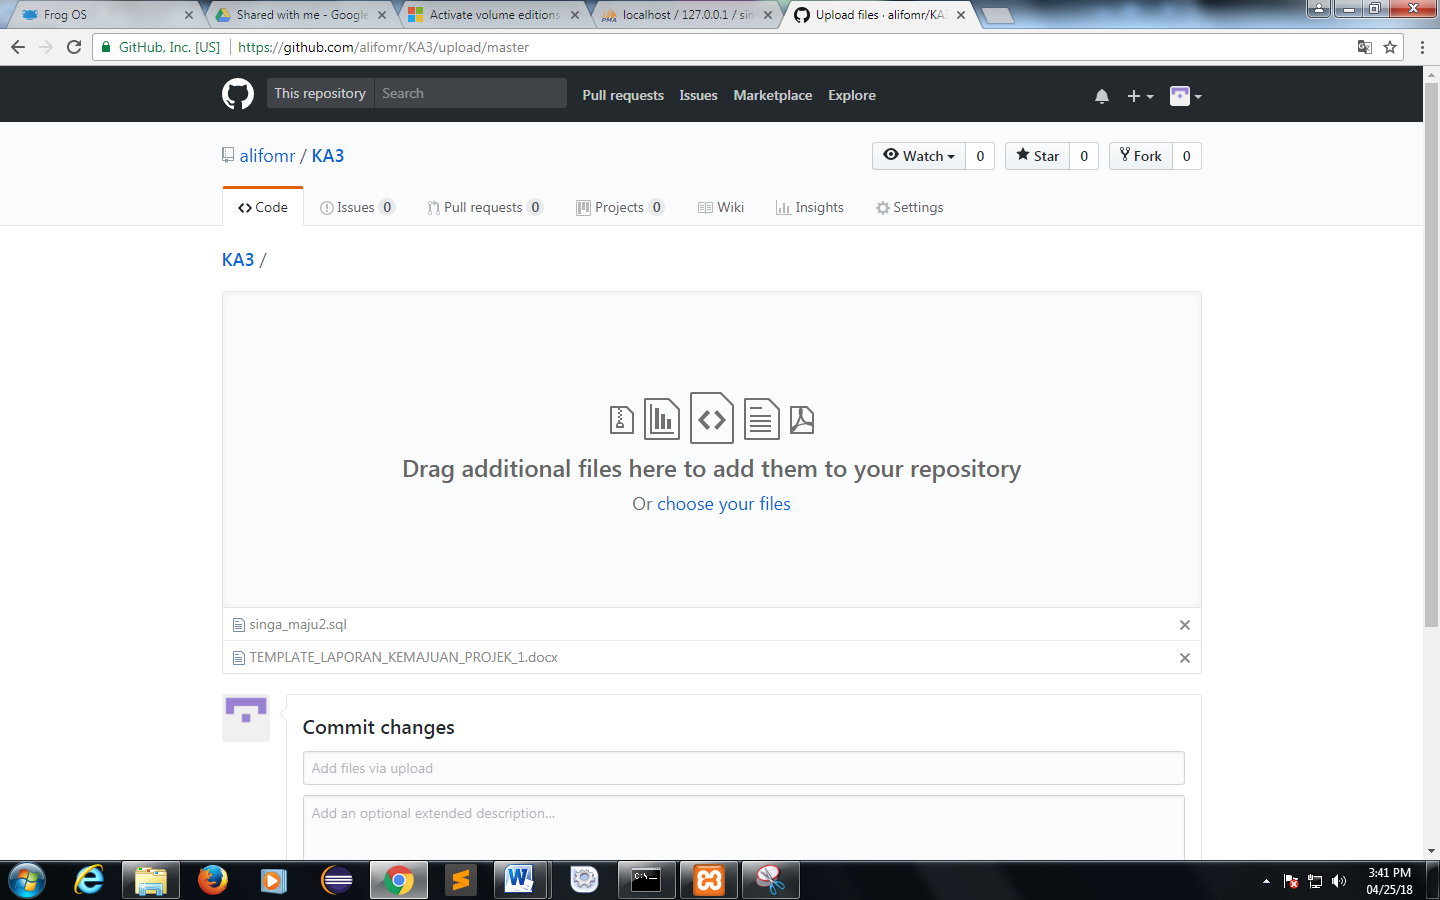 Frog OS
Shared with me - Google
Activate volume editions
localhost / 127.0.0.1 / sin
Upload files · alifomr/KA3
GitHub, Inc. [US]
https://github.com/alifomr/KA3/upload/master
This repository
Search
Pull requests
Issues
Marketplace
Explore
alifomr / KA3
Watch 0
Star 0
Fork 0
Code
Issues 0
Pull requests 0
Projects 0
Wiki
Insights
Settings
KA3 /
Drag additional files here to add them to your repository
Or choose your files
singa_maju2.sql
TEMPLATE_LAPORAN_KEMAJUAN_PROJEK_1.docx
Commit changes
Add files via upload
Add an optional extended description...
3:41 PM
04/25/18